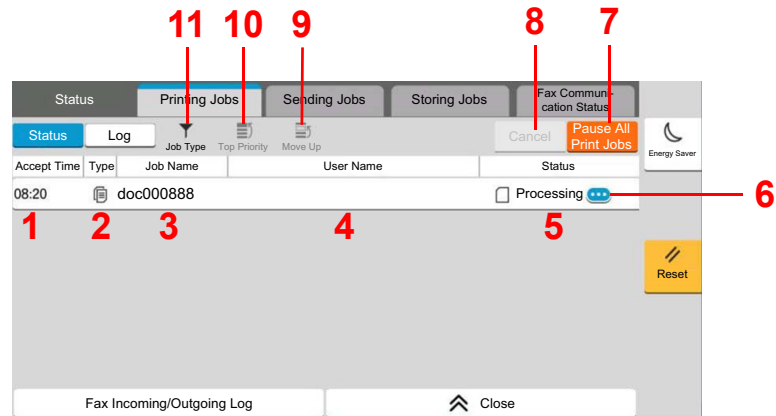 11 10 9 8 7
Status Printing Jobs Sending Jobs Storing Jobs Fax Communi-
cation Status
Status Log Job Type Top Priority Move Up Cancel Pause All
Print Jobs
Energy Saver
Accept Time Type Job Name User Name Status
08:20 doc000888 Processing 6
1 2 3 4 5
Reset
Fax Incoming/Outgoing Log Close